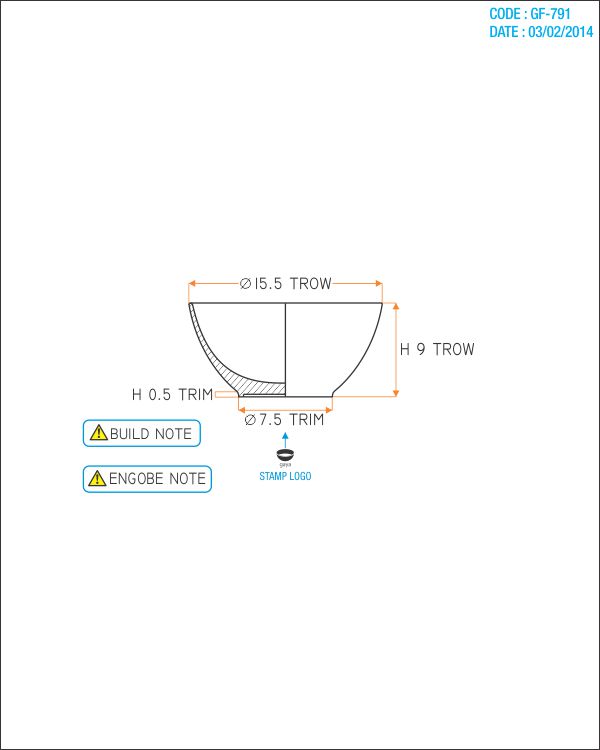 CODE : GF-791
DATE : 03/02/2014
Ø 15.5 TROW
H 9 TROW
H 0.5 TRIM
Ø 7.5 TRIM
BUILD NOTE
gaya
STAMP LOGO
ENGOBE NOTE